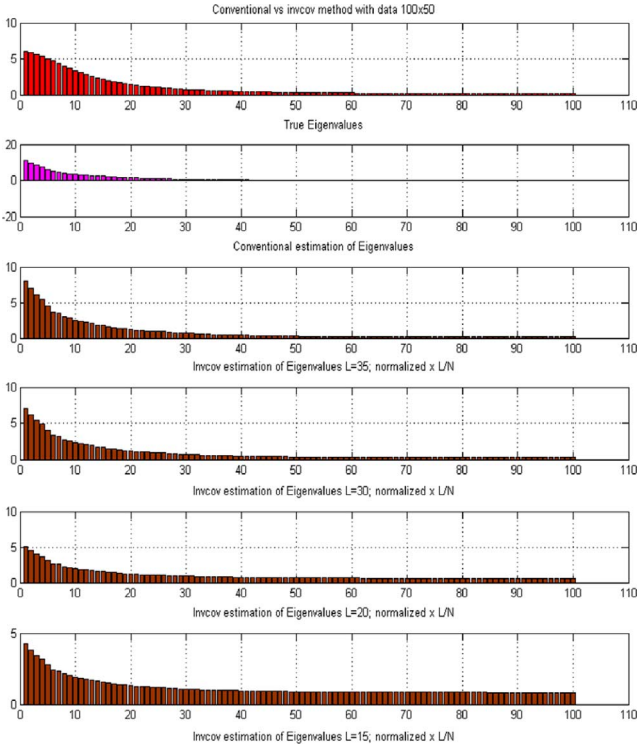 Conventional vs invcov method with data 100x50
10
5
0
0 10 20 30 40 50 60 70 80 90 100 110
True Eigenvalues
20
0
-20
0 10 20 30 40 50 60 70 80 90 100 110
Conventional estimation of Eigenvalues
10
5
0
0 10 20 30 40 50 60 70 80 90 100 110
Invcov estimation of Eigenvalues L=35; normalized x L/N
10
5
0
0 10 20 30 40 50 60 70 80 90 100 110
Invcov estimation of Eigenvalues L=30; normalized x L/N
10
5
0
0 10 20 30 40 50 60 70 80 90 100 110
Invcov estimation of Eigenvalues L=20; normalized x L/N
5
0
0 10 20 30 40 50 60 70 80 90 100 110
Invcov estimation of Eigenvalues L=15; normalized x L/N